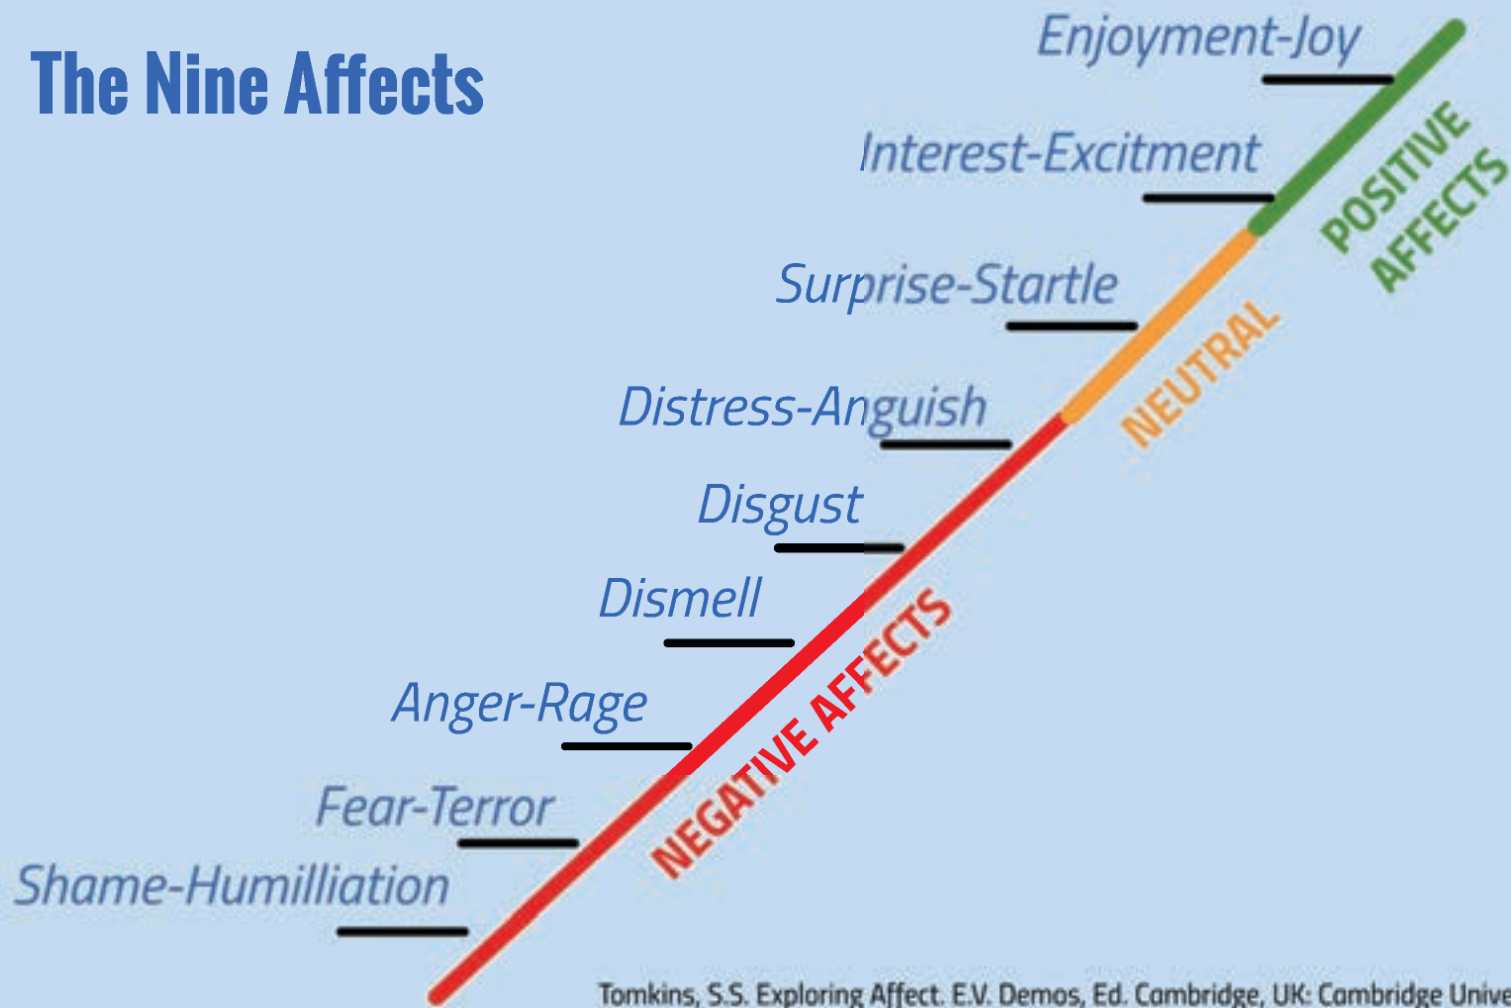 The Nine Affects
Enjoyment-Joy
Interest-Excitment
Surprise-Startle
Distress-Anguish
Disgust
Dismell
Anger-Rage
Fear-Terror
Shame-Humilliation
POSITIVE
AFFECTS
NEUTRAL
NEGATIVE AFFECTS
Tomkins, S.S. Exploring Affect. E.V. Demos, Ed. Cambridge, UK: Cambridge Unive